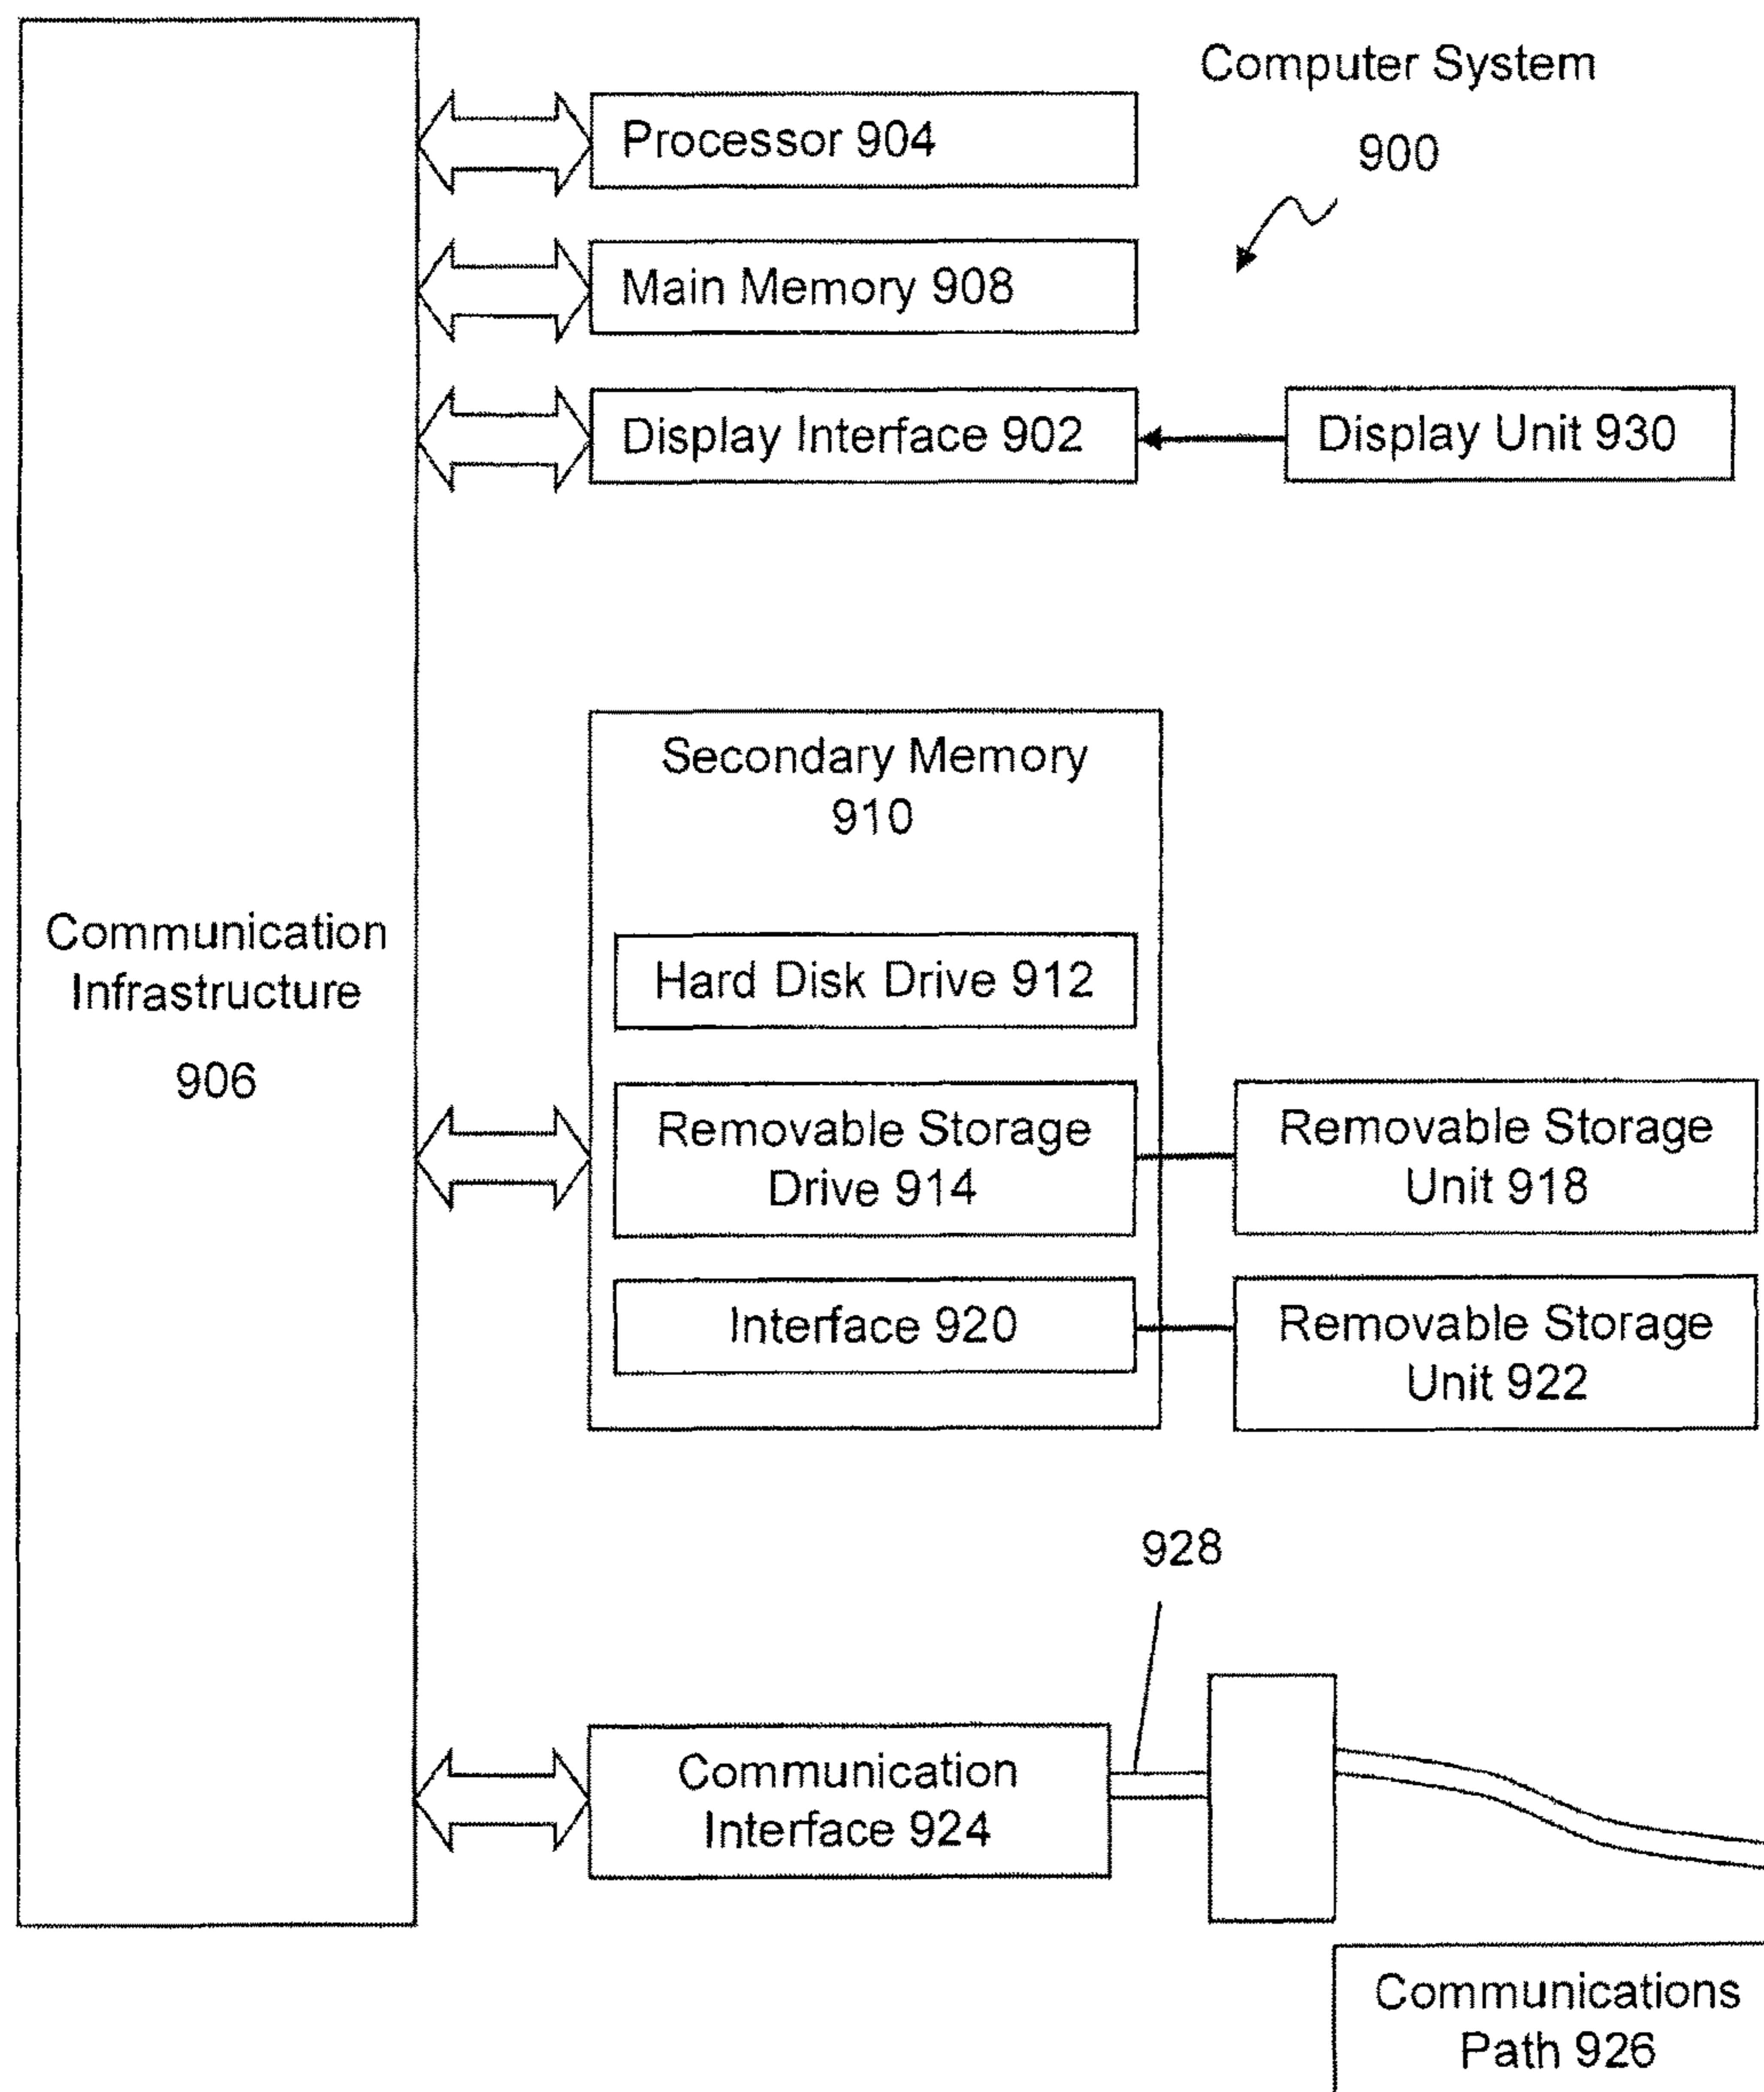 Computer System
900
Processor 904
Main Memory 908
Display Interface 902
Display Unit 930
Secondary Memory
910
Communication
Infrastructure
906
Hard Disk Drive 912
Removable Storage
Drive 914
Removable Storage
Unit 918
Interface 920
Removable Storage
Unit 922
928
Communication
Interface 924
Communications
Path 926